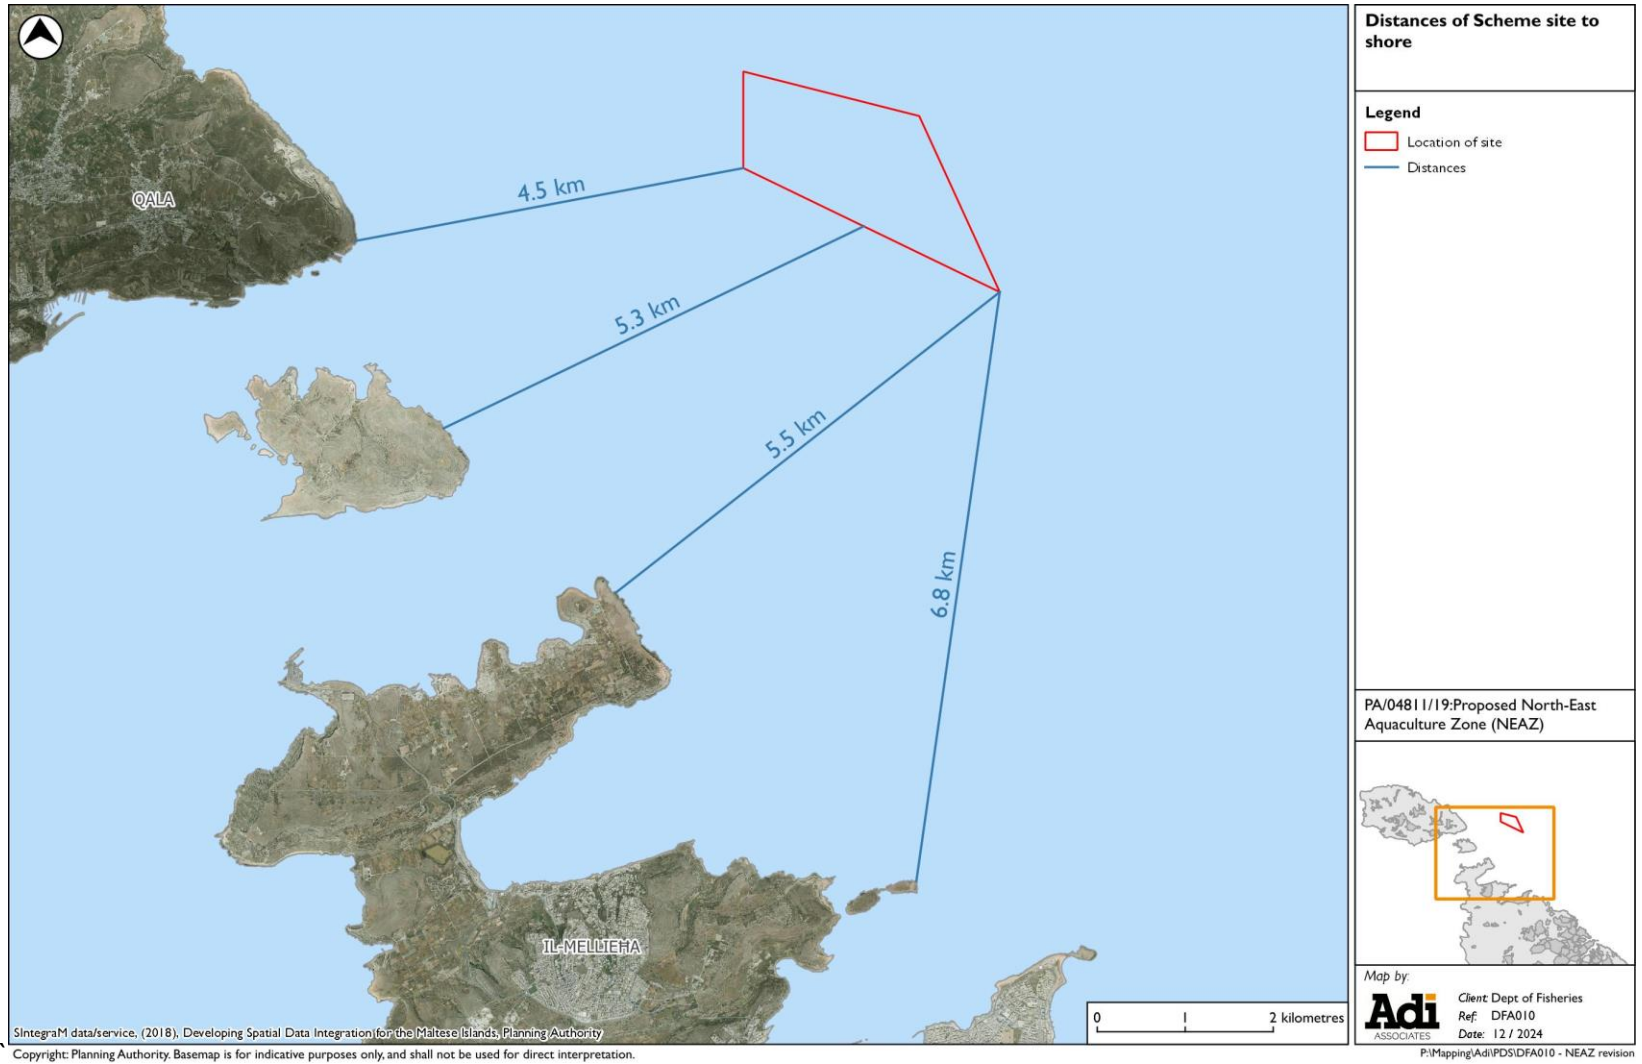 Distances of Scheme site to
shore
Legend
Location of site
Distances
QALA
4.5 km
5.3 km
5.5 km
6.8 km
IL-MELLIEHA
0 1 2 kilometres
SIntegraM data/service, (2018), Developing Spatial Data Integration for the Maltese Islands, Planning Authority
Copyright: Planning Authority. Basemap is for indicative purposes only, and shall not be used for direct interpretation.
PA/04811/19:Proposed North-East
Aquaculture Zone (NEAZ)
Map by:
Adi
ASSOCIATES
Client: Dept of Fisheries
Ref: DFA010
Date: 12 / 2024
P:\Mapping\Adi\PDS\DFA010 - NEAZ revision